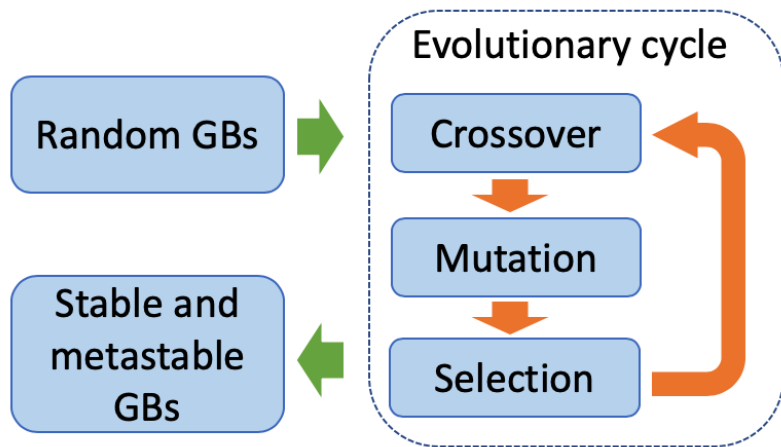 Evolutionary cycle
Random GBs
Crossover
Mutation
Selection
Stable and
metastable
GBs